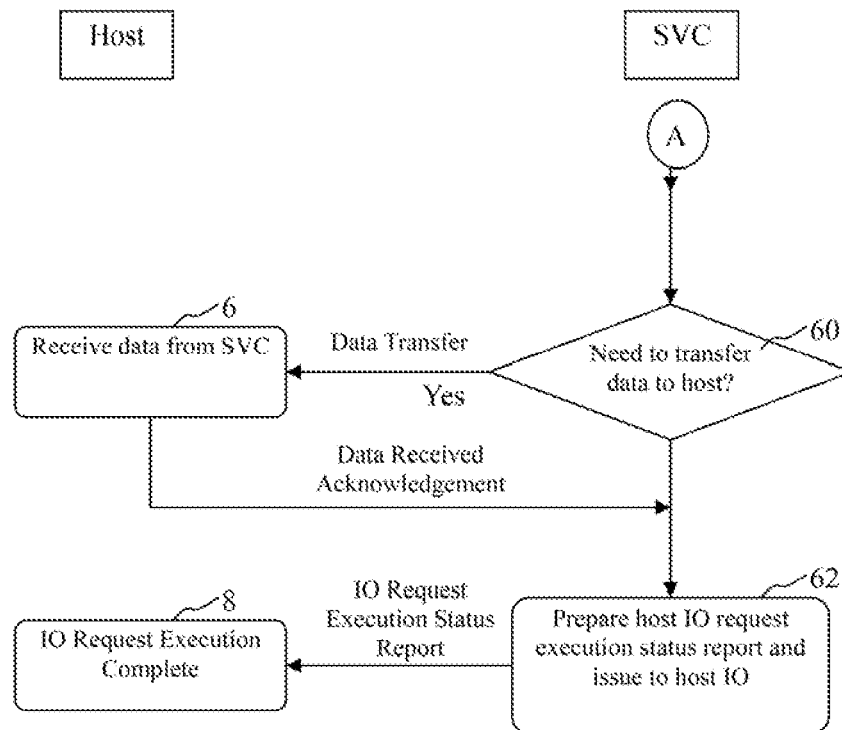 Host
SVC
A
6
60
Receive data from SVC
Data Transfer
Need to transfer
data to host?
Yes
Data Received
Acknowledgement
8
62
IO Request
Execution Status
Report
IO Request Execution
Complete
Prepare host IO request
execution status report and
issue to host IO